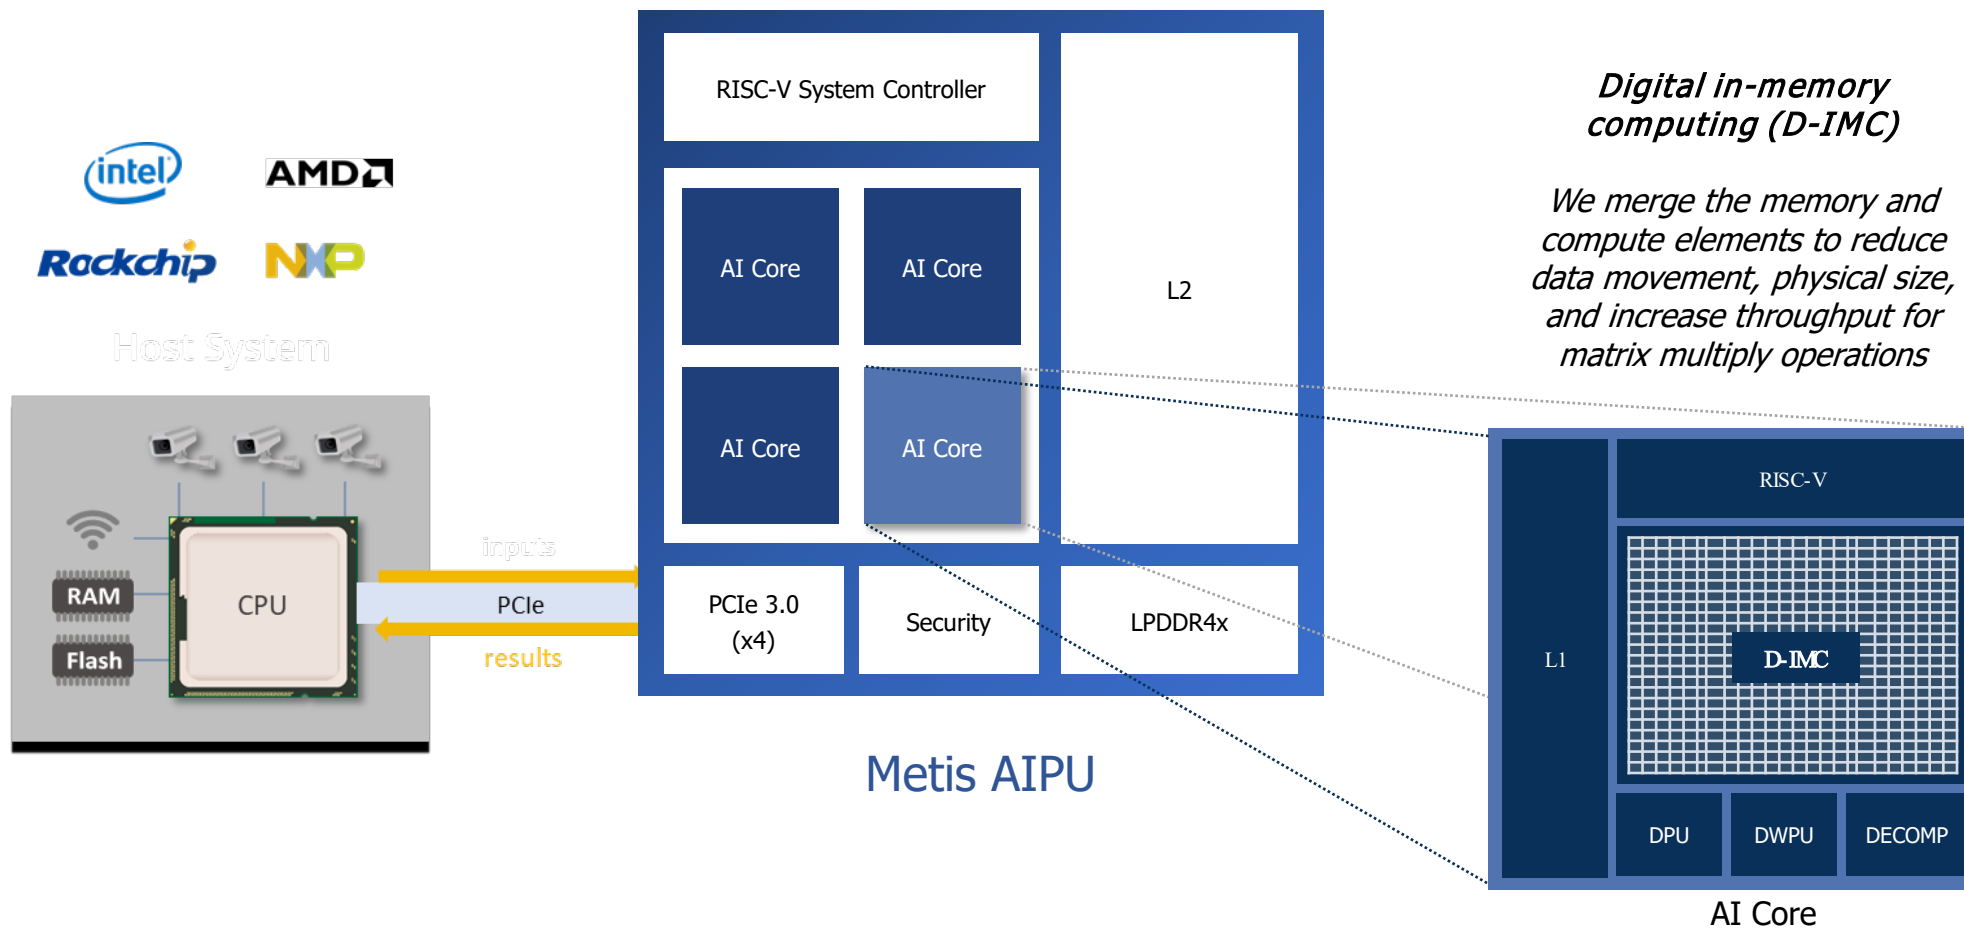 intel
AMD
Rockchip
NXP
Host System
RAM
Flash
CPU
inputs
PCIe
results
RISC-V System Controller
AI Core
AI Core
AI Core
AI Core
L2
PCIe 3.0
(x4)
Security
LPDDR4x
Metis AIPU
Digital in-memory
computing (D-IMC)
We merge the memory and
compute elements to reduce
data movement, physical size,
and increase throughput for
matrix multiply operations
L1
RISC-V
D-IMC
DPU
DWPU
DECOMP
AI Core